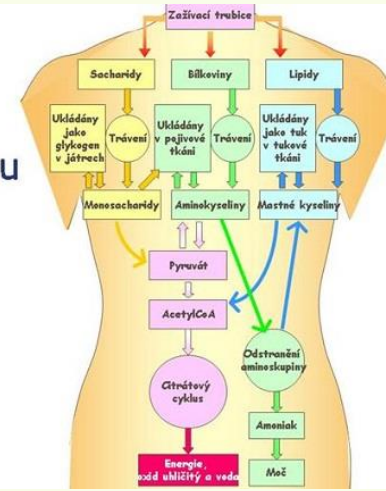 Zažívací trubice
Sacharidy
Bílkoviny
Lipidy
Ukládány
jako
glykogen
v játrech
Trávení
Ukládány
v pojivové
tkáni
Trávení
Ukládány
jako tuk
v tukové
tkáni
Trávení
u
Monosacharidy
Aminokyseliny
Mastné kyseliny
Pyruvát
AcetylCoA
Citrátový
cyklus
Odstranění
aminoskupiny
Amoniak
Energie,
oxid uhličitý a voda
Moč